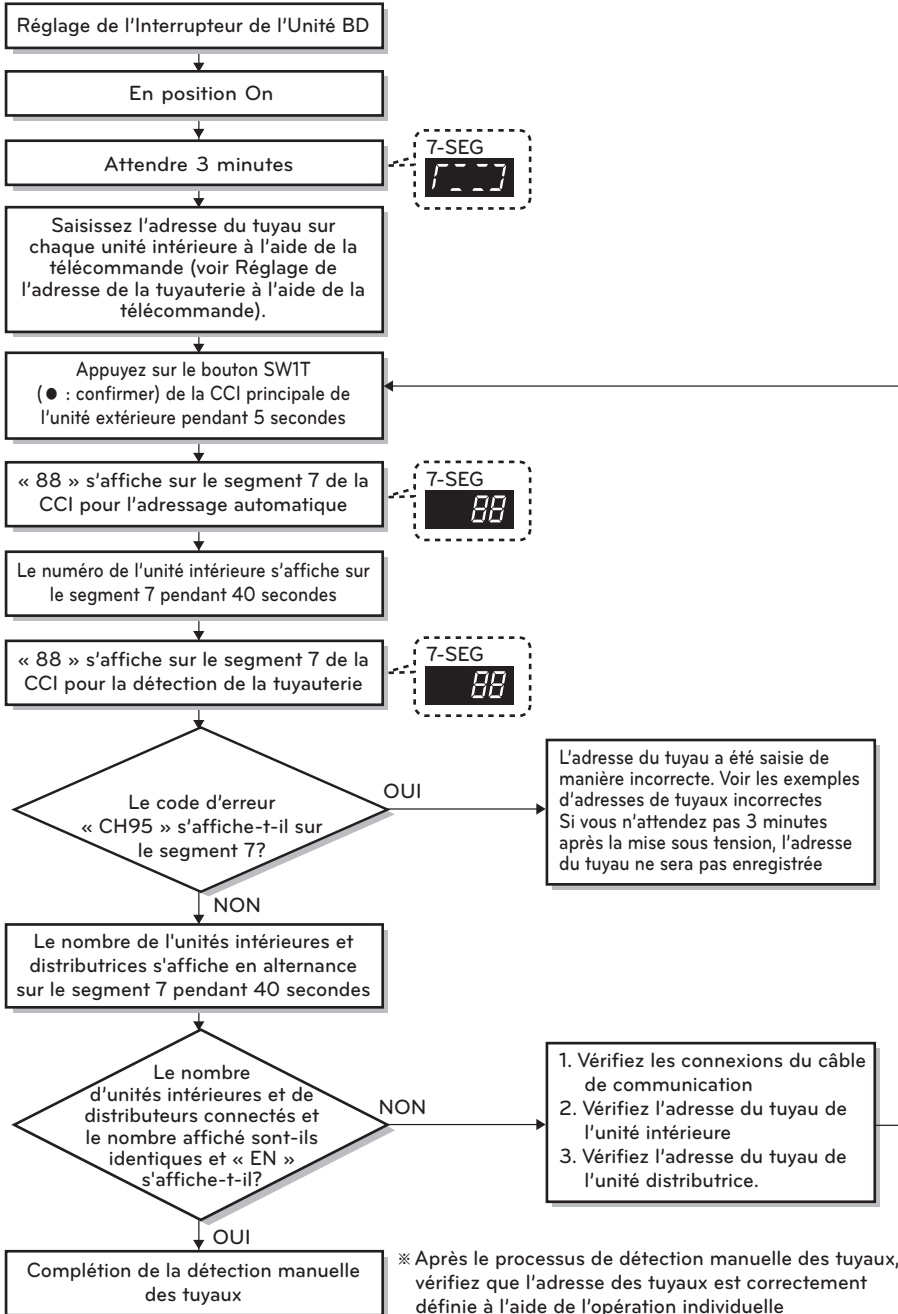 Réglage de l'Interrupteur de l'Unité BD
En position On
Attendre 3 minutes
7-SEG
Saisissez l'adresse du tuyau sur
chaque unité intérieure à l'aide de la
télécommande (voir Réglage de
l'adresse de la tuyauterie à l'aide de la
télécommande).
Appuyez sur le bouton SW1T
(● : confirmer) de la CCI principale de
l'unité extérieure pendant 5 secondes
« 88 » s'affiche sur le segment 7 de la
CCI pour l'adressage automatique
7-SEG
88
Le numéro de l'unité intérieure s'affiche sur
le segment 7 pendant 40 secondes
« 88 » s'affiche sur le segment 7 de la
CCI pour la détection de la tuyauterie
7-SEG
88
Le code d'erreur
« CH95 » s'affiche-t-il sur
le segment 7?
OUI
L'adresse du tuyau a été saisie de
manière incorrecte. Voir les exemples
d'adresses de tuyaux incorrectes
Si vous n'attendez pas 3 minutes
après la mise sous tension, l'adresse
du tuyau ne sera pas enregistrée
NON
Le nombre de l'unités intérieures et
distributrices s'affiche en alternance
sur le segment 7 pendant 40 secondes
Le nombre
d'unités intérieures et de
distributeurs connectés et
le nombre affiché sont-ils
identiques et « EN »
s'affiche-t-il?
NON
1. Vérifiez les connexions du câble
de communication
2. Vérifiez l'adresse du tuyau de
l'unité intérieure
3. Vérifiez l'adresse du tuyau de
l'unité distributrice.
OUI
Complétion de la détection manuelle
des tuyaux
※ Après le processus de détection manuelle des tuyaux,
vérifiez que l'adresse des tuyaux est correctement
définie à l'aide de l'opération individuelle